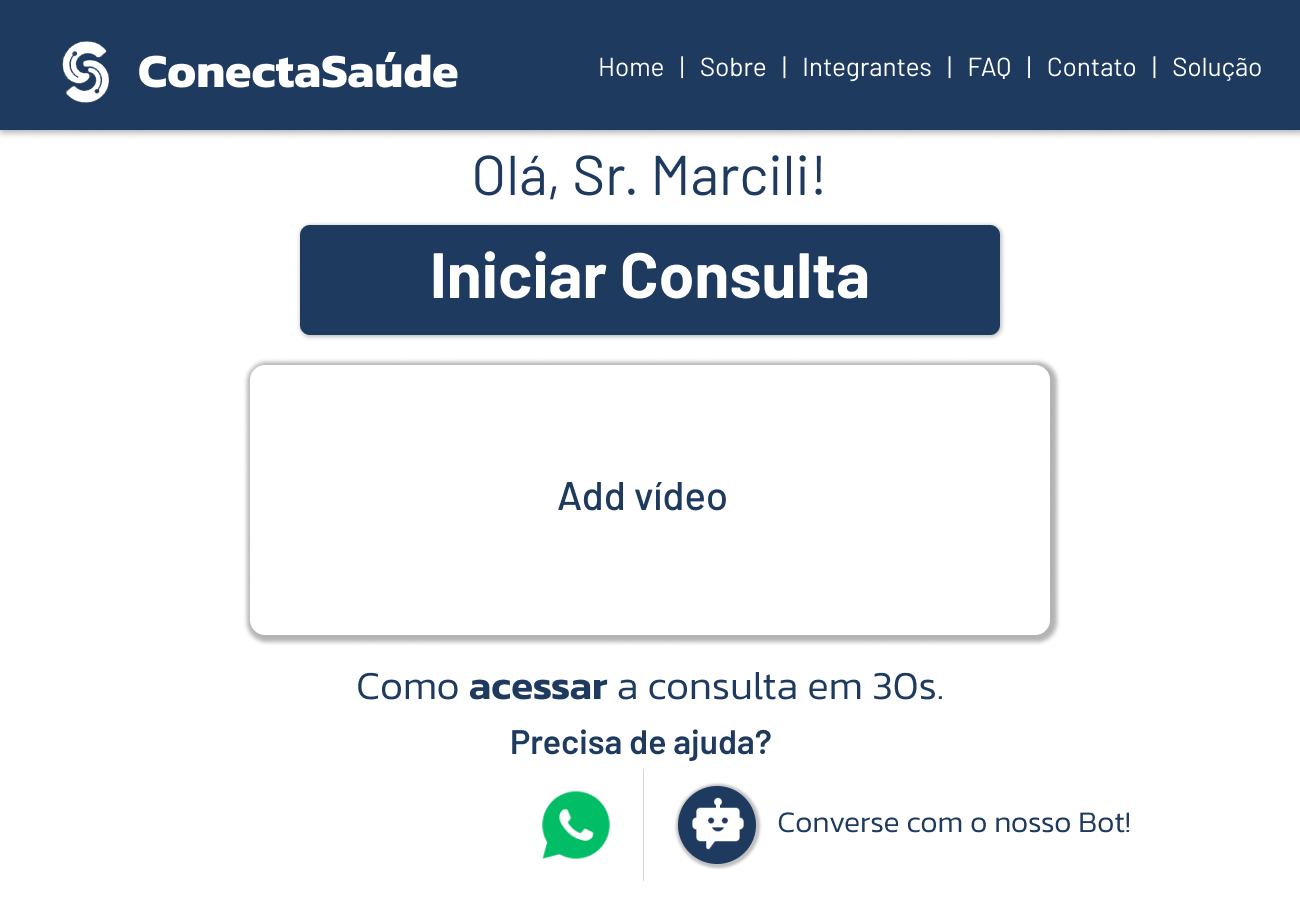 ConectaSaúde
Home | Sobre | Integrantes | FAQ | Contato | Solução
Olá, Sr. Marcili!
Iniciar Consulta
Add vídeo
Como acessar a consulta em 30s.
Precisa de ajuda?
Converse com o nosso Bot!